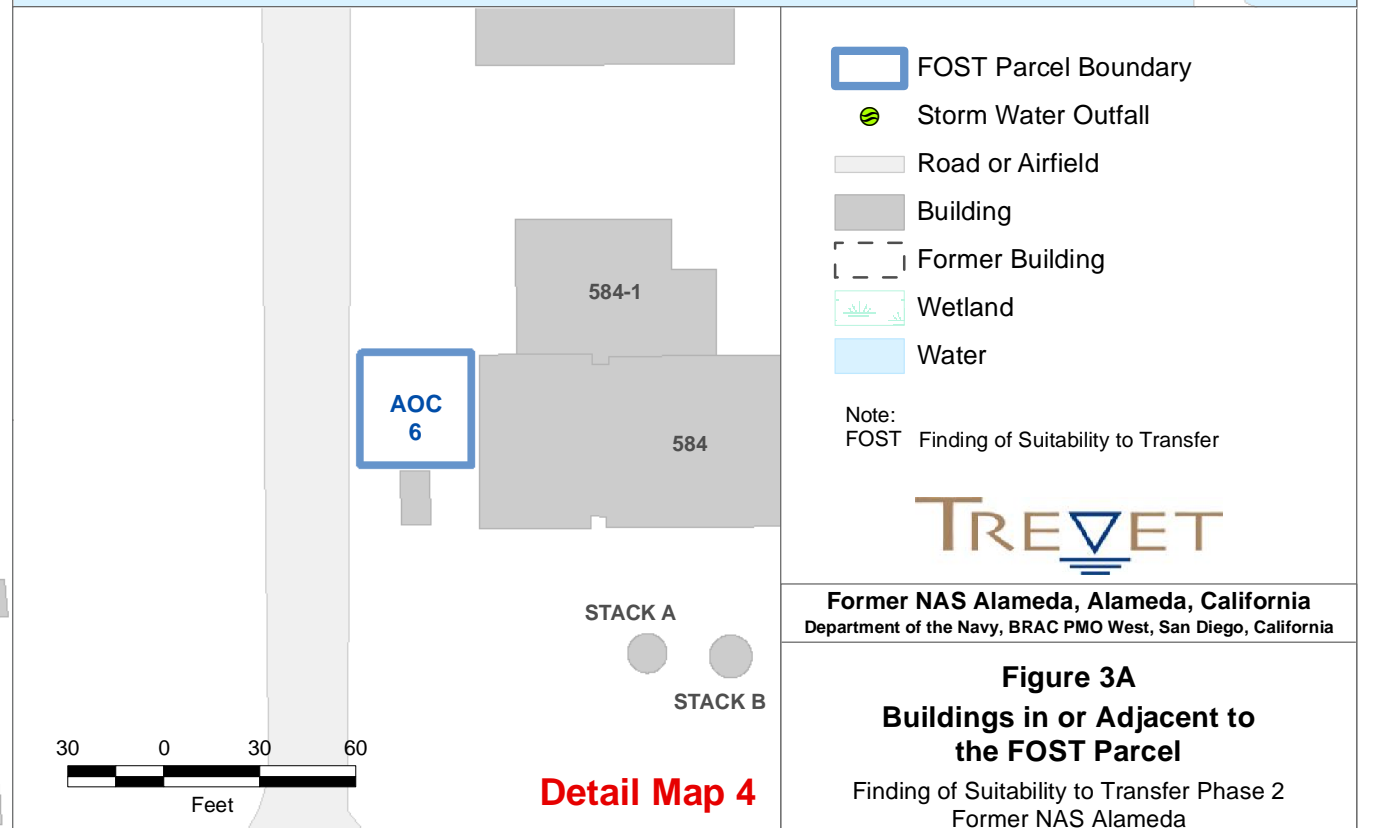 584-1
AOC
6
584
STACK A
STACK B
30 0 30 60
Feet
Detail Map 4
FOST Parcel Boundary
Storm Water Outfall
Road or Airfield
Building
Former Building
Wetland
Water
Note:
FOST Finding of Suitability to Transfer
TREVET
Former NAS Alameda, Alameda, California
Department of the Navy, BRAC PMO West, San Diego, California
Figure 3A
Buildings in or Adjacent to
the FOST Parcel
Finding of Suitability to Transfer Phase 2
Former NAS Alameda